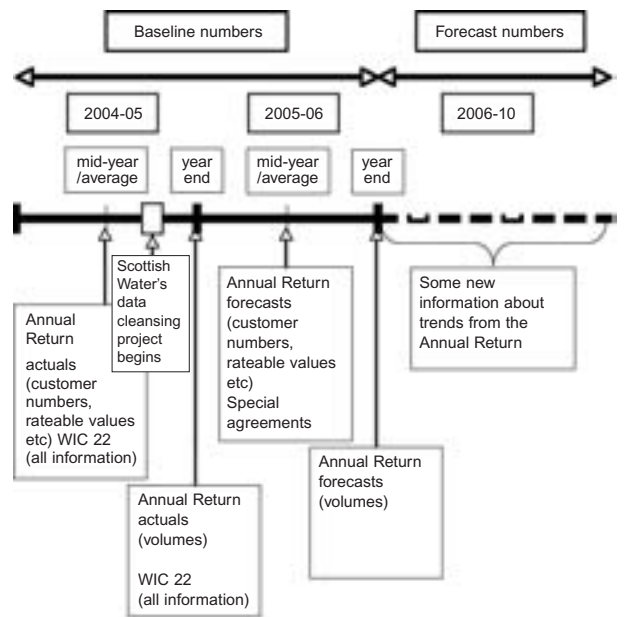 Baseline numbers
Forecast numbers
2004-05
2005-06
2006-10
mid-year
/average
year
end
mid-year
/average
year
end
Scottish
Water's
data
cleansing
project
begins
Annual
Return
actuals
(customer
numbers,
rateable values
etc) WIC 22
(all information)
Annual Return
forecasts
(customer
numbers,
rateable values
etc)
Special
agreements
Some new
information about
trends from the
Annual Return
Annual Return
actuals
(volumes)
WIC 22
(all information)
Annual Return
forecasts
(volumes)